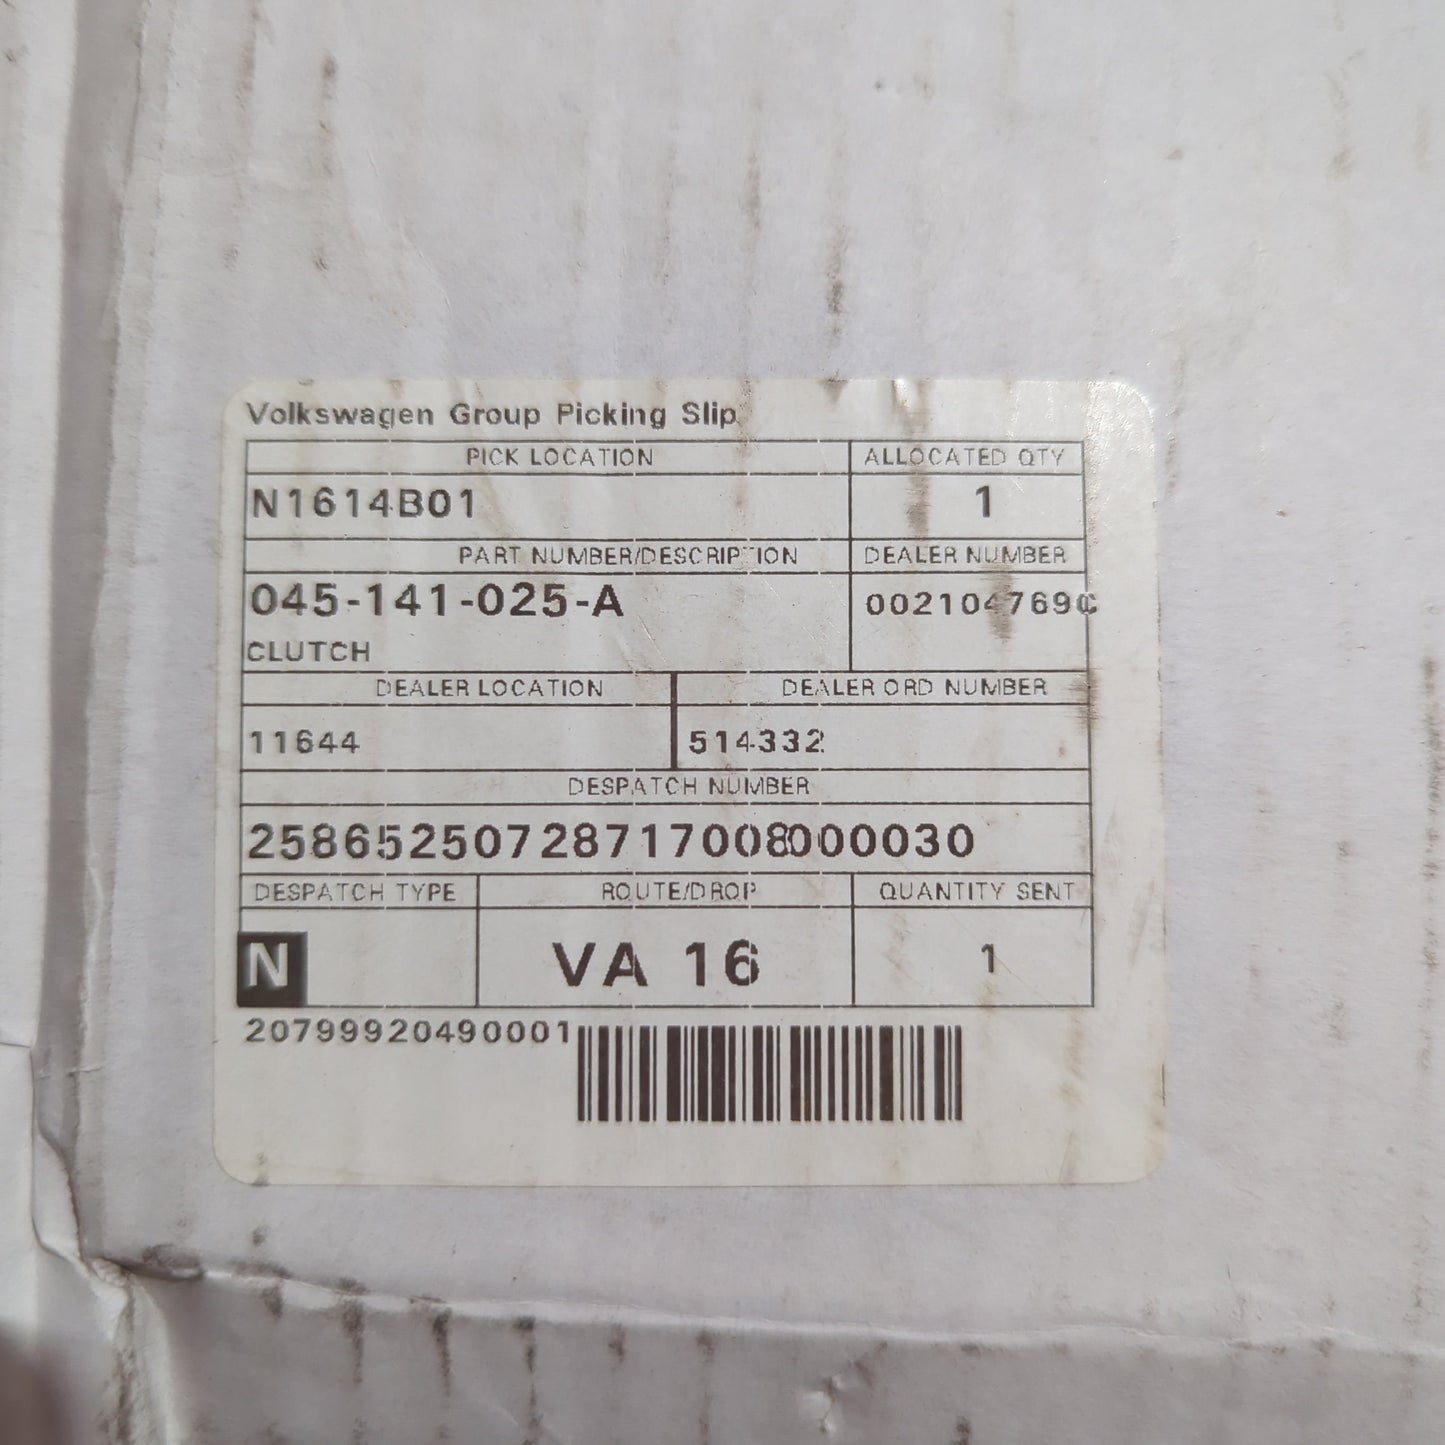 Volkswagen Group Picking Slip
PICK LOCATION ALLOCATED QTY
N1614B01 1
PART NUMBER/DESCRIPTION DEALER NUMBER
045-141-025-A 002104769C
CLUTCH
DEALER LOCATION DEALER ORD NUMBER
11644 514332
DESPATCH NUMBER
25865250728717008000030
DESPATCH TYPE ROUTE/DROP QUANTITY SENT
N VA 16 1
20799920490001